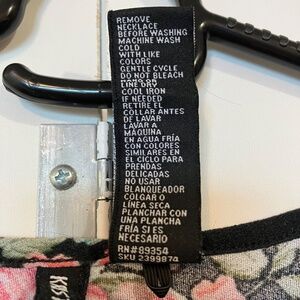 REMOVE
NECKLACE
BEFORE WASHING
MACHINE WASH
COLD
WITH LIKE
COLORS
GENTLE CYCLE
DO NOT BLEACH
LINE DRY
COOL IRON
IF NEEDED
RETIRE EL
COLLAR ANTES
DE LAVAR
LAVAR A
MÁQUINA
EN AGUA FRÍA
CON COLORES
SIMILARES EN
EL CICLO PARA
PRENDAS
DELICADAS
NO USAR
BLANQUEADOR
COLGAR O
LÍNEA SECA
PLANCHAR CON
UNA PLANCHA
FRÍA SI ES
NECESARIO
RN#89354
SKU 2399874